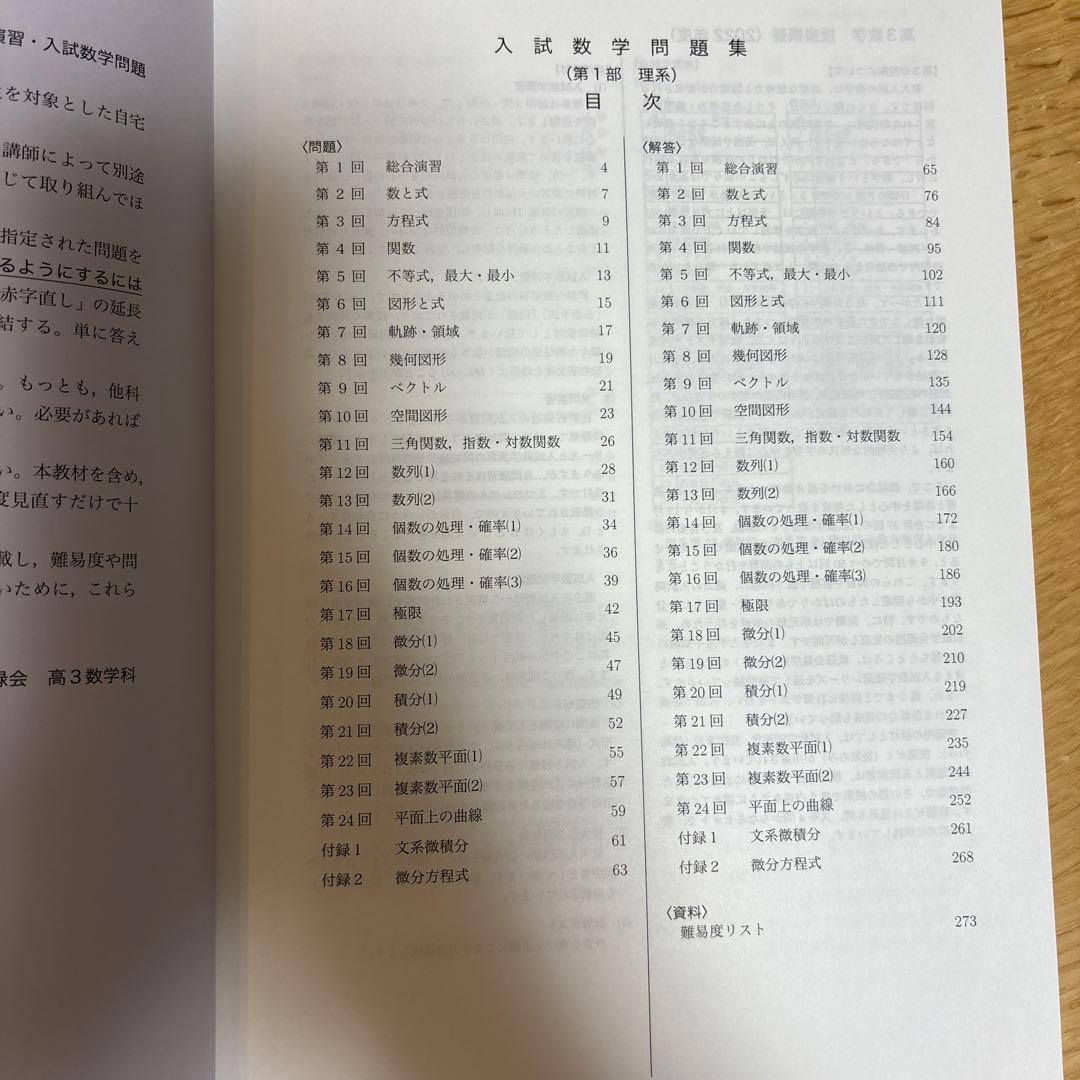 演習・入試数学問題
を対象とした自宅
講師によって別途
じて取り組んでほ
指定された問題を
るようにするには
赤字直し」の延長
結する。単に答え
。もっとも，他科
い。必要があれば
い。本教材を含め，
度見直すだけで十
載し，難易度や問
いために，これら
緑会 高３数学科
入試数学問題集
（第１部 理系）
目 次
〈問題〉
第１回 総合演習 4
第２回 数と式 7
第３回 方程式 9
第４回 関数 11
第５回 不等式，最大・最小 13
第６回 図形と式 15
第７回 軌跡・領域 17
第８回 幾何図形 19
第９回 ベクトル 21
第10回 空間図形 23
第11回 三角関数，指数・対数関数 26
第12回 数列(1) 28
第13回 数列(2) 31
第14回 個数の処理・確率(1) 34
第15回 個数の処理・確率(2) 36
第16回 個数の処理・確率(3) 39
第17回 極限 42
第18回 微分(1) 45
第19回 微分(2) 47
第20回 積分(1) 49
第21回 積分(2) 52
第22回 複素数平面(1) 55
第23回 複素数平面(2) 57
第24回 平面上の曲線 59
付録１ 文系微積分 61
付録２ 微分方程式 63
〈解答〉
第１回 総合演習 65
第２回 数と式 76
第３回 方程式 84
第４回 関数 95
第５回 不等式，最大・最小 102
第６回 図形と式 111
第７回 軌跡・領域 120
第８回 幾何図形 128
第９回 ベクトル 135
第10回 空間図形 144
第11回 三角関数，指数・対数関数 154
第12回 数列(1) 160
第13回 数列(2) 166
第14回 個数の処理・確率(1) 172
第15回 個数の処理・確率(2) 180
第16回 個数の処理・確率(3) 186
第17回 極限 193
第18回 微分(1) 202
第19回 微分(2) 210
第20回 積分(1) 219
第21回 積分(2) 227
第22回 複素数平面(1) 235
第23回 複素数平面(2) 244
第24回 平面上の曲線 252
付録１ 文系微積分 261
付録２ 微分方程式 268
〈資料〉
難易度リスト 273